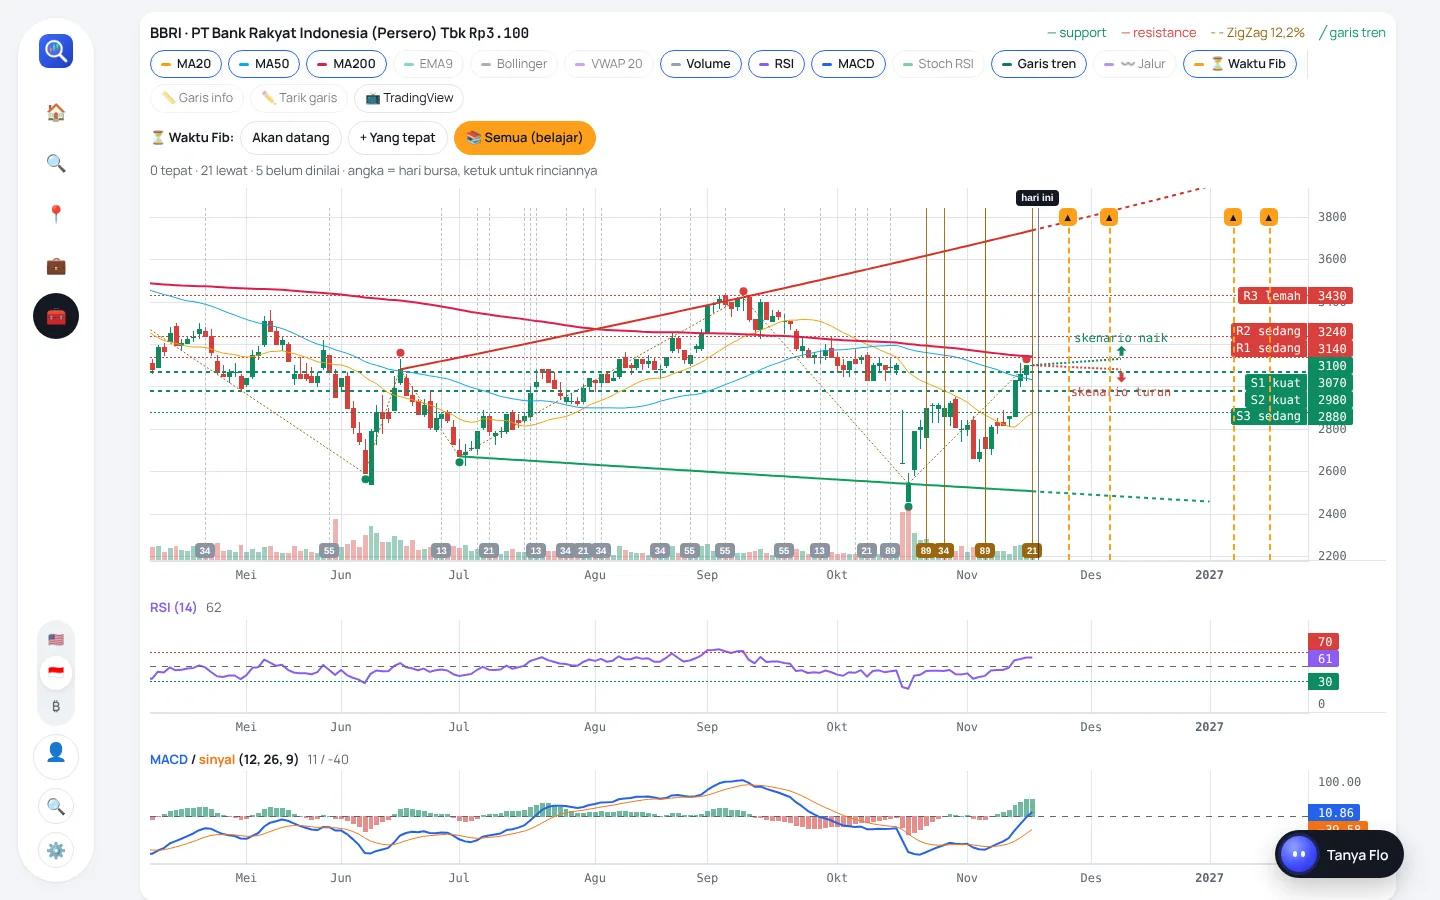 BBRI · PT Bank Rakyat Indonesia (Persero) Tbk Rp3.100
support resistance ZigZag 12,2% garis tren
MA20 MA50 MA200 EMA9 Bollinger VWAP 20 Volume RSI MACD Stoch RSI Garis tren Jalur Waktu Fib
Garis info Tarik garis TradingView
Waktu Fib: Akan datang + Yang tepat Semua (belajar)
0 tepat · 21 lewat · 5 belum dinilai · angka = hari bursa, ketuk untuk rinciannya
hari ini
3800
3600
R3 lemah 3430
R2 sedang 3240
skenario naik
R1 sedang 3140
3100
S1 kuat 3070
skenario turun
S2 kuat 2980
S3 sedang 2880
2800
2600
2400
34 55 13 21 13 34 21 34 34 55 55 55 13 21 89 89 34 89 21
2200
Mei Jun Jul Agu Sep Okt Nov Des 2027
RSI (14) 62
70
61
30
0
Mei Jun Jul Agu Sep Okt Nov Des 2027
MACD / sinyal (12, 26, 9) 11 / -40
100.00
10.86
Tanya Flo
Mei Jun Jul Agu Sep Okt Nov Des 2027